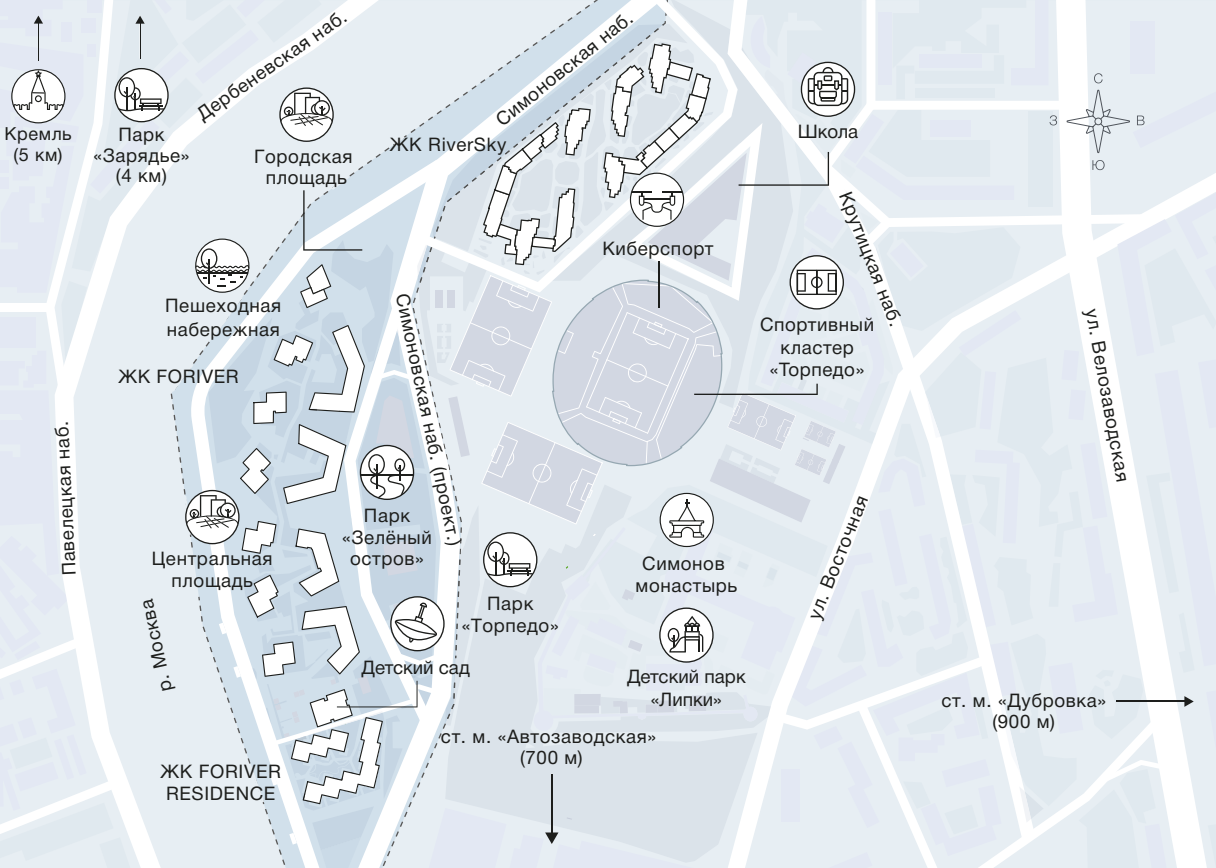 Дербеневская наб.
Симоновская наб.
Кремль
(5 км)
Парк
«Зарядье»
(4 км)
Городская
площадь
ЖК RiverSky
Школа
С
З
В
Ю
Крутицкая наб.
Киберспорт
Пешеходная
набережная
Симоновская наб. (проект.)
Спортивный
кластер
«Торпедо»
ул. Велозаводская
ЖК FORIVER
Павелецкая наб.
Парк
«Зелёный
остров»
Центральная
площадь
Симонов
монастырь
ул. Восточная
р. Москва
Парк
«Торпедо»
Детский сад
Детский парк
«Липки»
ст. м. «Дубровка»
(900 м)
ст. м. «Автозаводская»
(700 м)
ЖК FORIVER
RESIDENCE